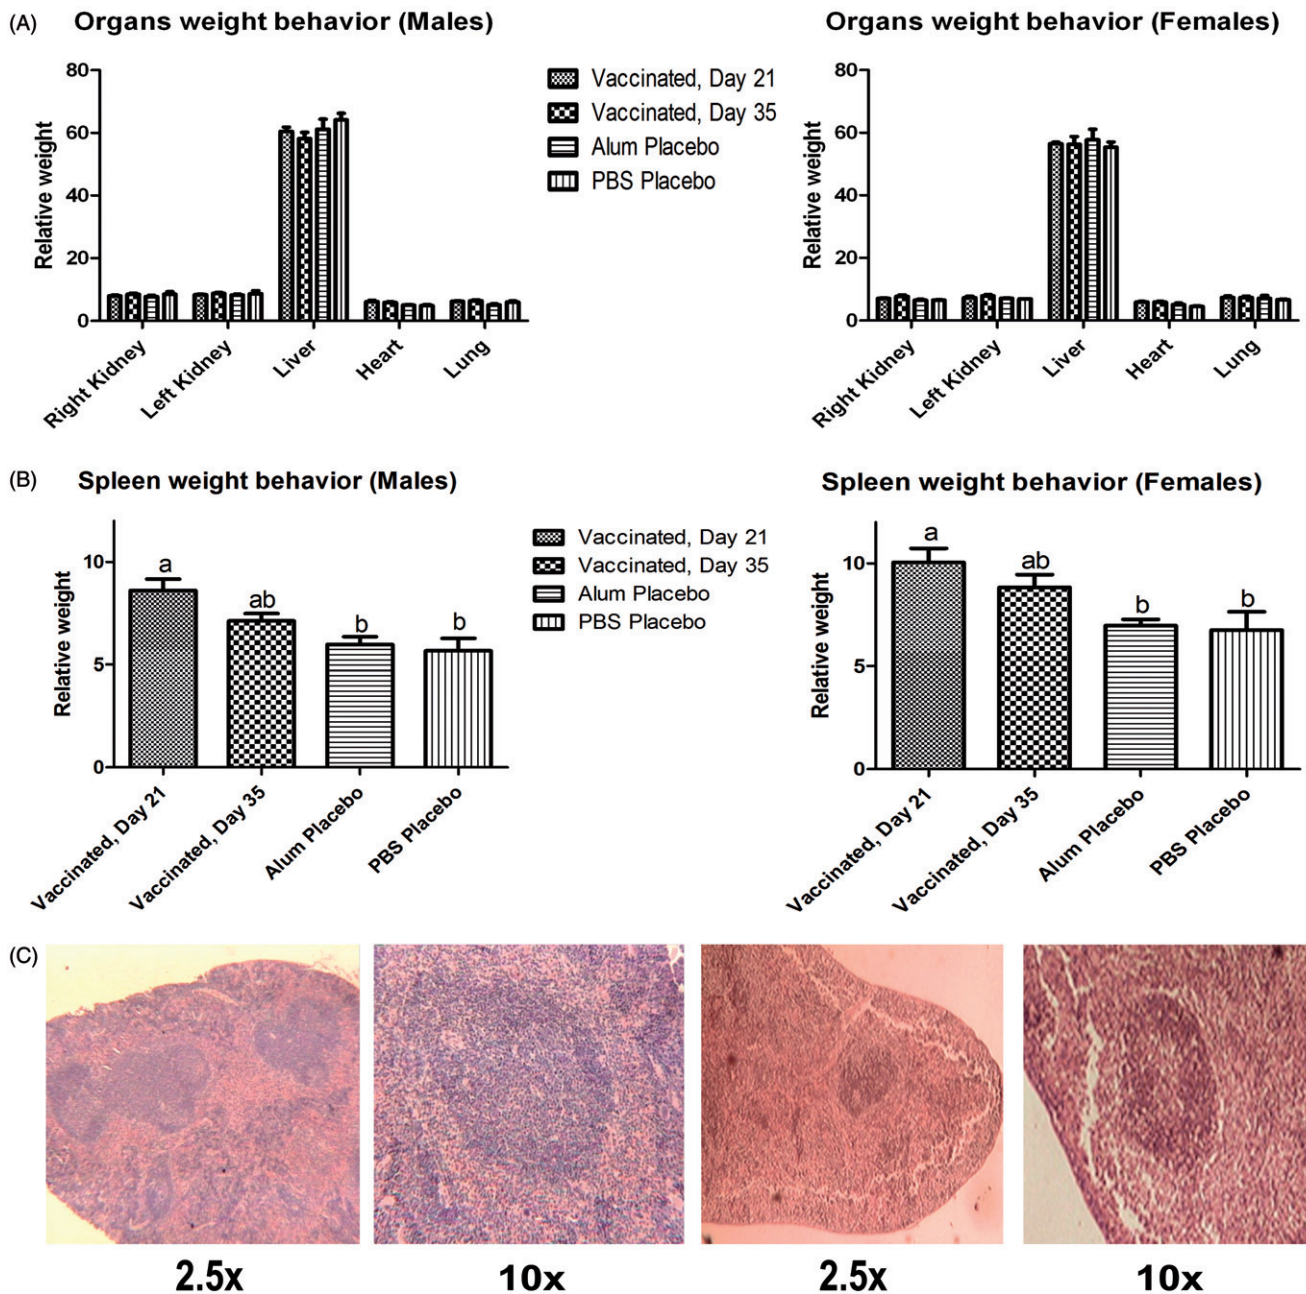 (A)
Organs weight behavior (Males)
Relative weight
80
60
40
20
0
Right Kidney
Left Kidney
Liver
Heart
Lung
Vaccinated, Day 21
Vaccinated, Day 35
Alum Placebo
PBS Placebo
Organs weight behavior (Females)
Relative weight
80
60
40
20
0
Right Kidney
Left Kidney
Liver
Heart
Lung
(B)
Spleen weight behavior (Males)
Relative weight
10
5
0
a
ab
b
b
Vaccinated, Day 21
Vaccinated, Day 35
Alum Placebo
PBS Placebo
Vaccinated, Day 21
Vaccinated, Day 35
Alum Placebo
PBS Placebo
Spleen weight behavior (Females)
Relative weight
10
5
0
a
ab
b
b
Vaccinated, Day 21
Vaccinated, Day 35
Alum Placebo
PBS Placebo
(C)
2.5x
10x
2.5x
10x